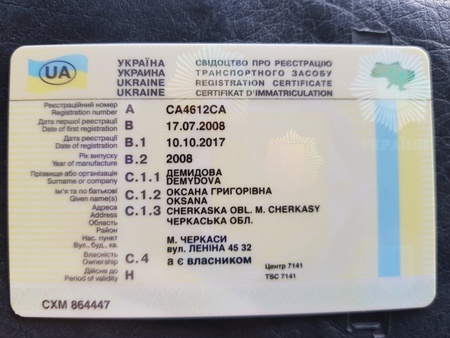 UA
УКРАЇНА СВІДОЦТВО ПРО РЕЄСТРАЦІЮ
УКРАИНА ТРАНСПОРТНОГО ЗАСОБУ
UKRAINE REGISTRATION CERTIFICATE
UKRAINE CERTIFIKAT D'IMMATRICULATION
Реєстраційний номер
Registration number A CA4612CA
Дата першої реєстрації
Date of first registration B 17.07.2008
Дата реєстрації
Date of registration B.1 10.10.2017
Рік випуску
Year of manufacture B.2 2008
Прізвище або організація C.1.1 ДЕМИДОВА
Surname or company DEMYDOVA
Ім'я та по батькові C.1.2 ОКСАНА ГРИГОРІВНА
Given name(s) OKSANA
Адреса C.1.3 CHERKASKA OBL. M. CHERKASY
Address
Область ЧЕРКАСЬКА ОБЛ.
Район
Нас. пункт М. ЧЕРКАСИ
Вул., буд., кв. вул. ЛЕНІНА 45 32
Власність
Ownership C.4 а є власником Центр 7141
Дійсне до
Period of validity H TSC 7141
СХМ 864447